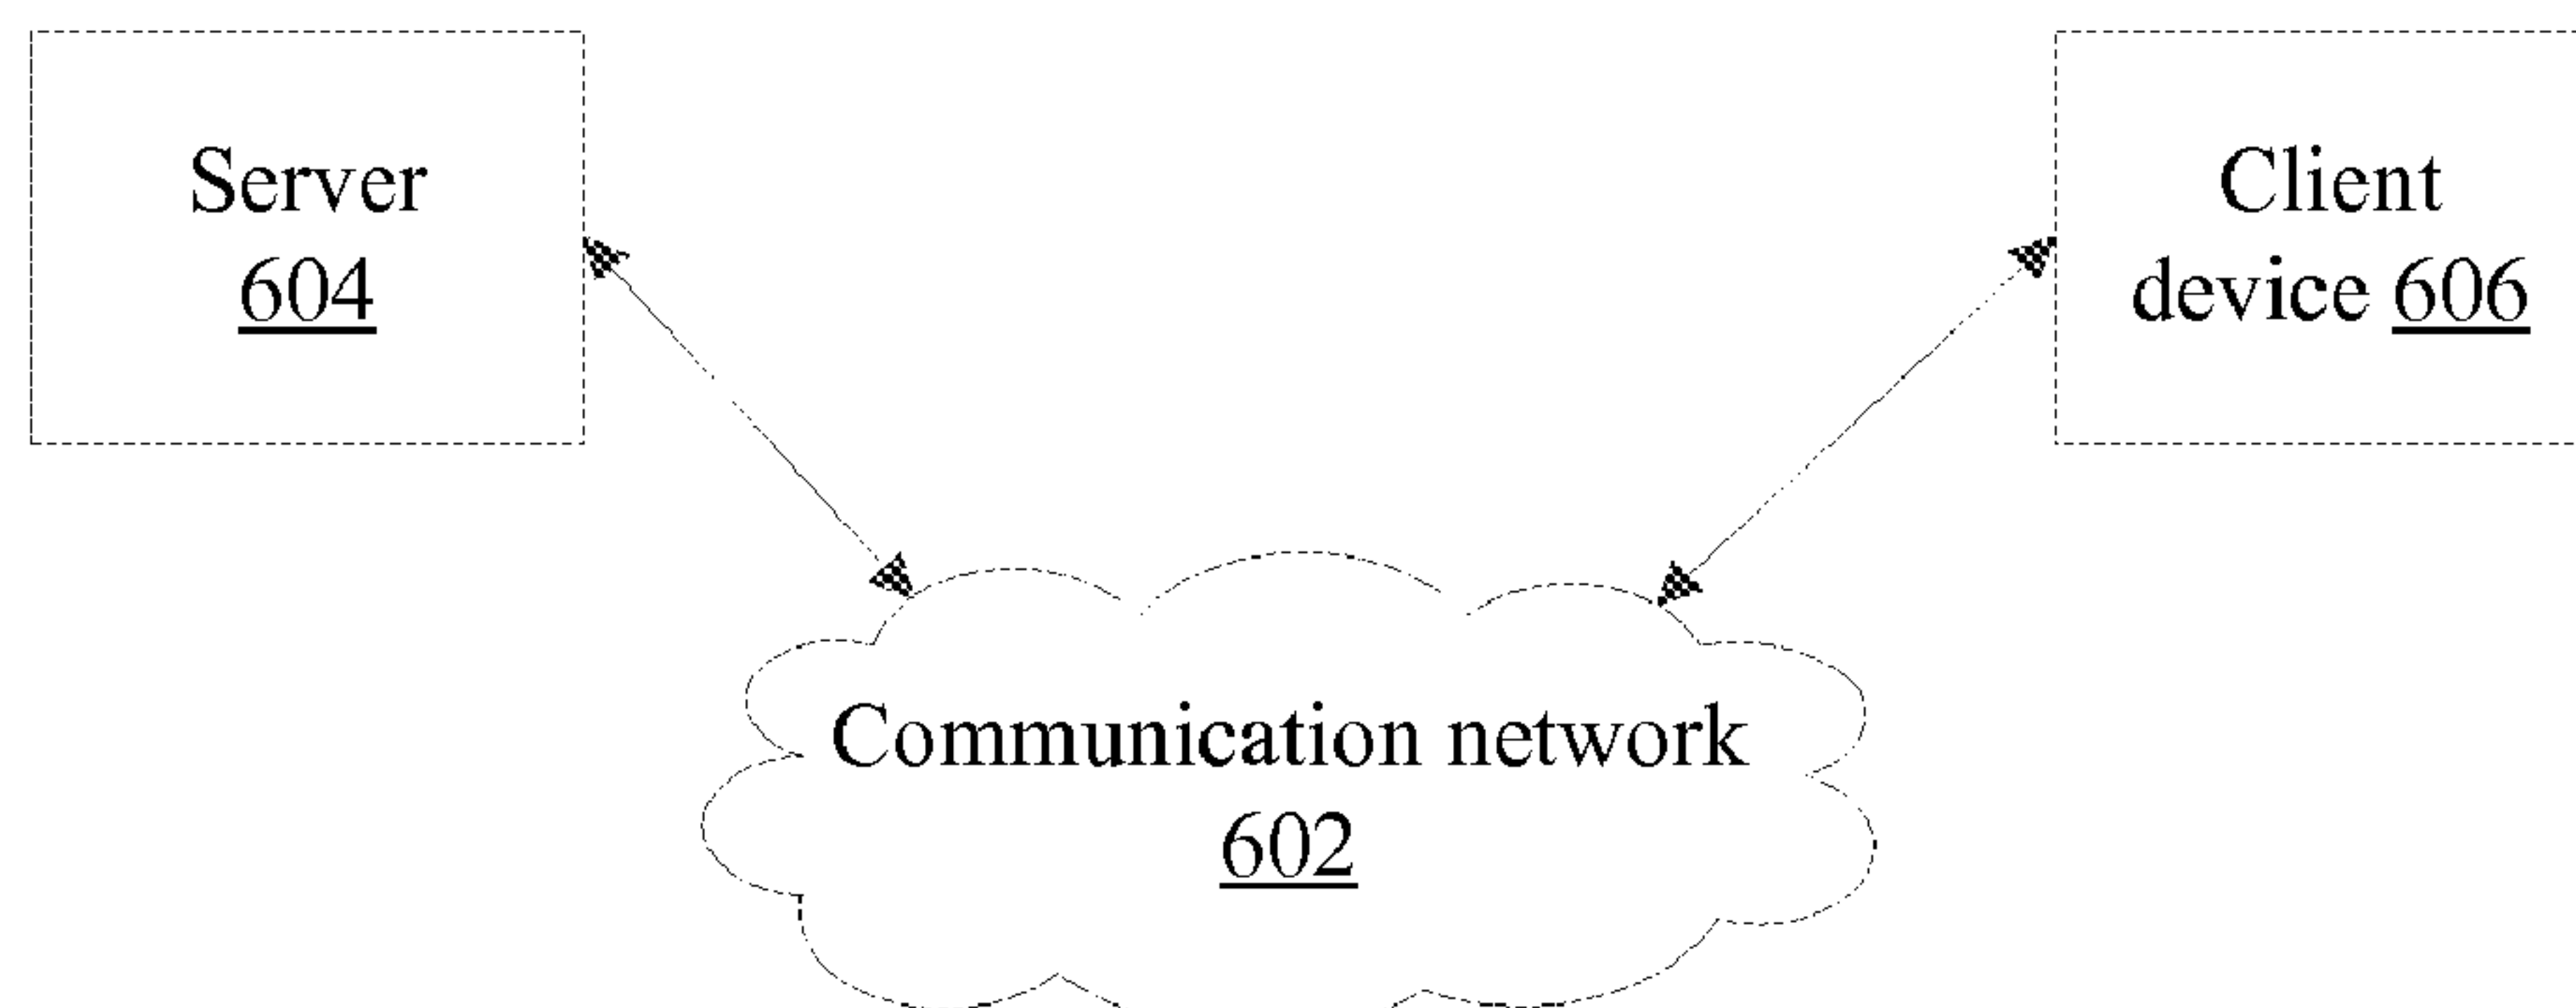 Server
604
Client
device 606
Communication network
602